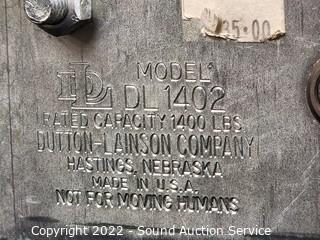 35.00
DL MODEL
DL 1402
RATED CAPACITY 1400 LBS.
DUTTON-LAINSON COMPANY
HASTINGS, NEBRASKA
MADE IN U.S.A.
NOT FOR MOVING HUMANS
Copyright 2022 - Sound Auction Service